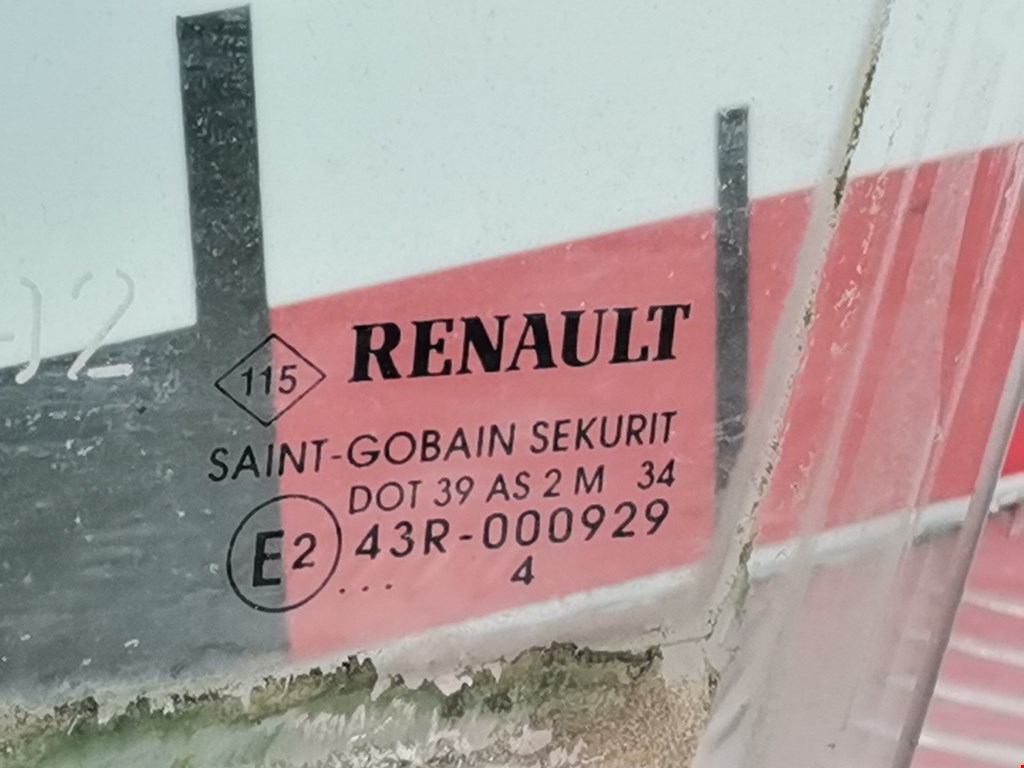 RENAULT
115
SAINT-GOBAIN SEKURIT
DOT 39 AS 2 M 34
E2 43R-000929
... 4